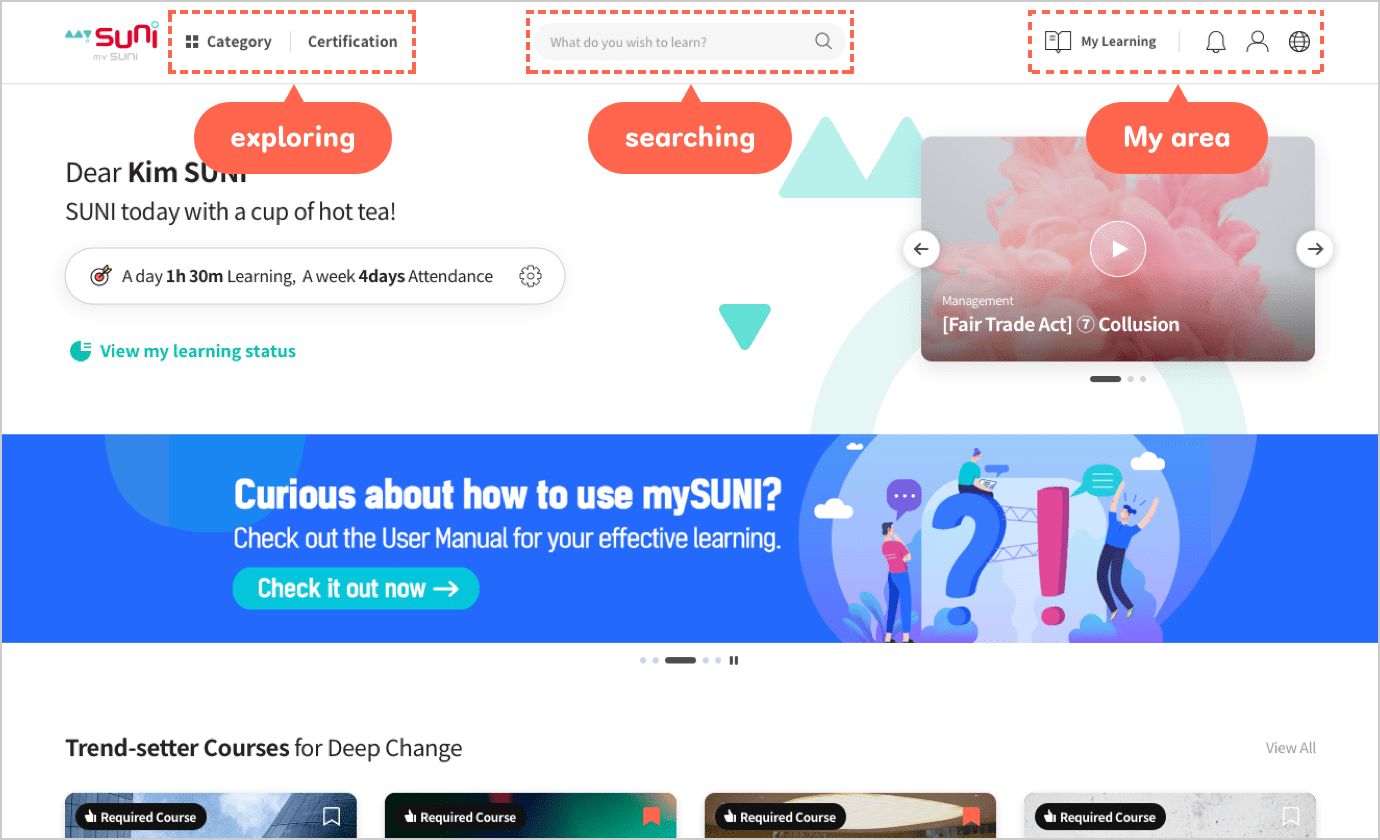 SUNI
my SUNI
Category
Certification
What do you wish to learn?
My Learning
exploring
searching
My area
Dear Kim SUNI
SUNI today with a cup of hot tea!
A day 1h 30m Learning, A week 4days Attendance
View my learning status
Management
[Fair Trade Act] ⑦ Collusion
Curious about how to use mySUNI?
Check out the User Manual for your effective learning.
Check it out now →
?!
Trend-setter Courses for Deep Change
View All
Required Course
Required Course
Required Course
Required Course